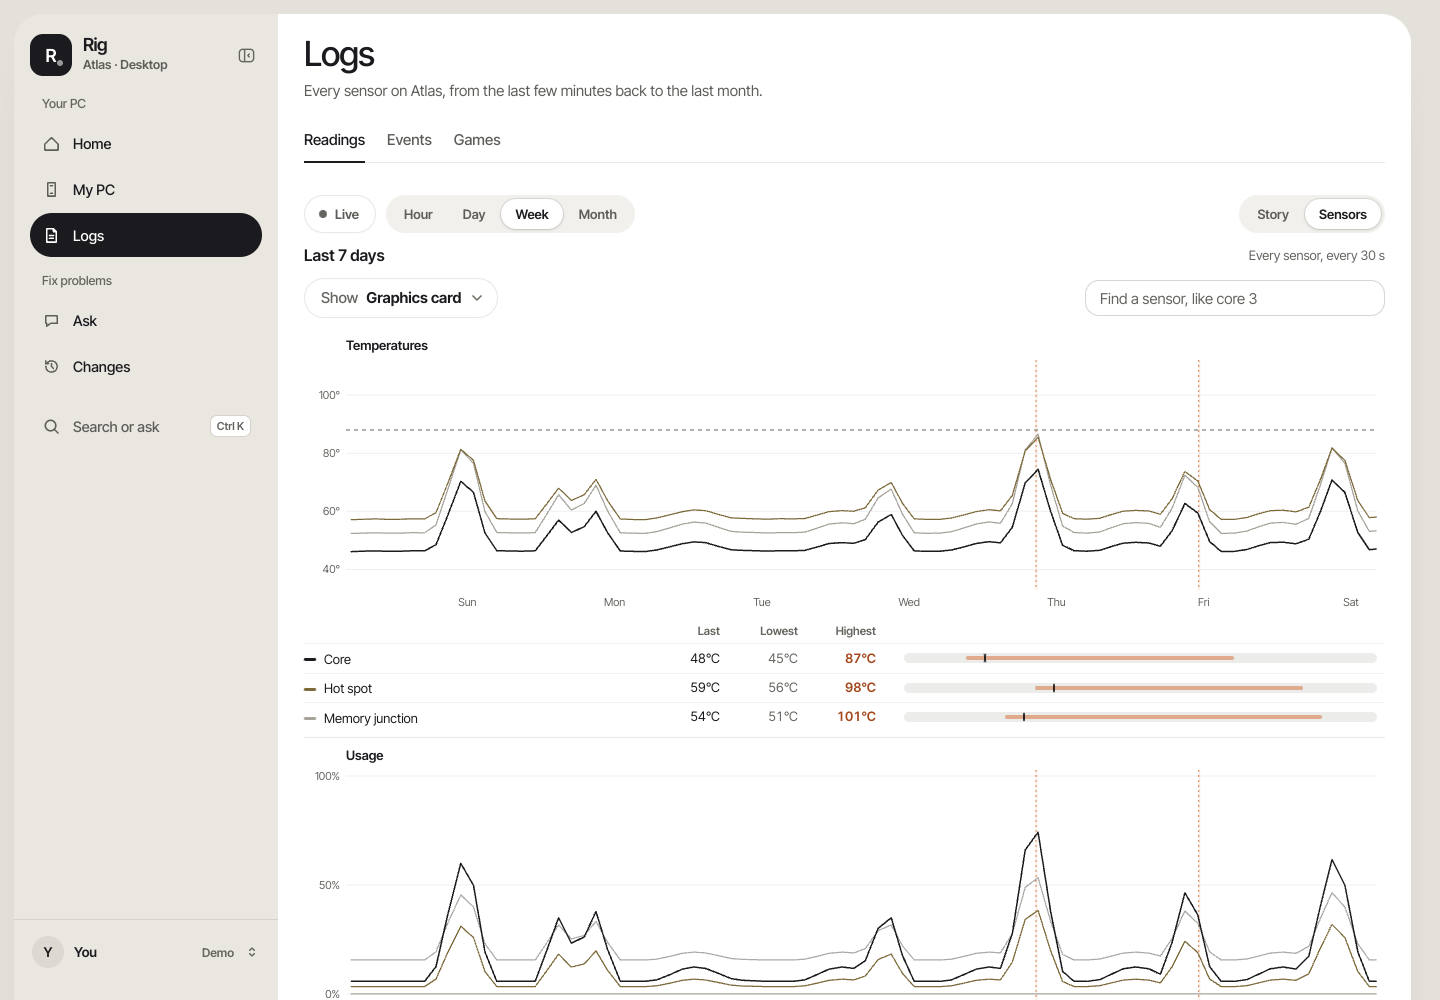 R.
Rig
Atlas · Desktop
Your PC
Home
My PC
Logs
Fix problems
Ask
Changes
Search or ask
Ctrl K
Y
You
Demo
Logs
Every sensor on Atlas, from the last few minutes back to the last month.
Readings Events Games
Live Hour Day Week Month Story Sensors
Last 7 days
Every sensor, every 30 s
Show Graphics card
Find a sensor, like core 3
Temperatures
100°
80°
60°
40°
Sun Mon Tue Wed Thu Fri Sat
Last Lowest Highest
Core 48°C 45°C 87°C
Hot spot 59°C 56°C 98°C
Memory junction 54°C 51°C 101°C
Usage
100%
50%
0%